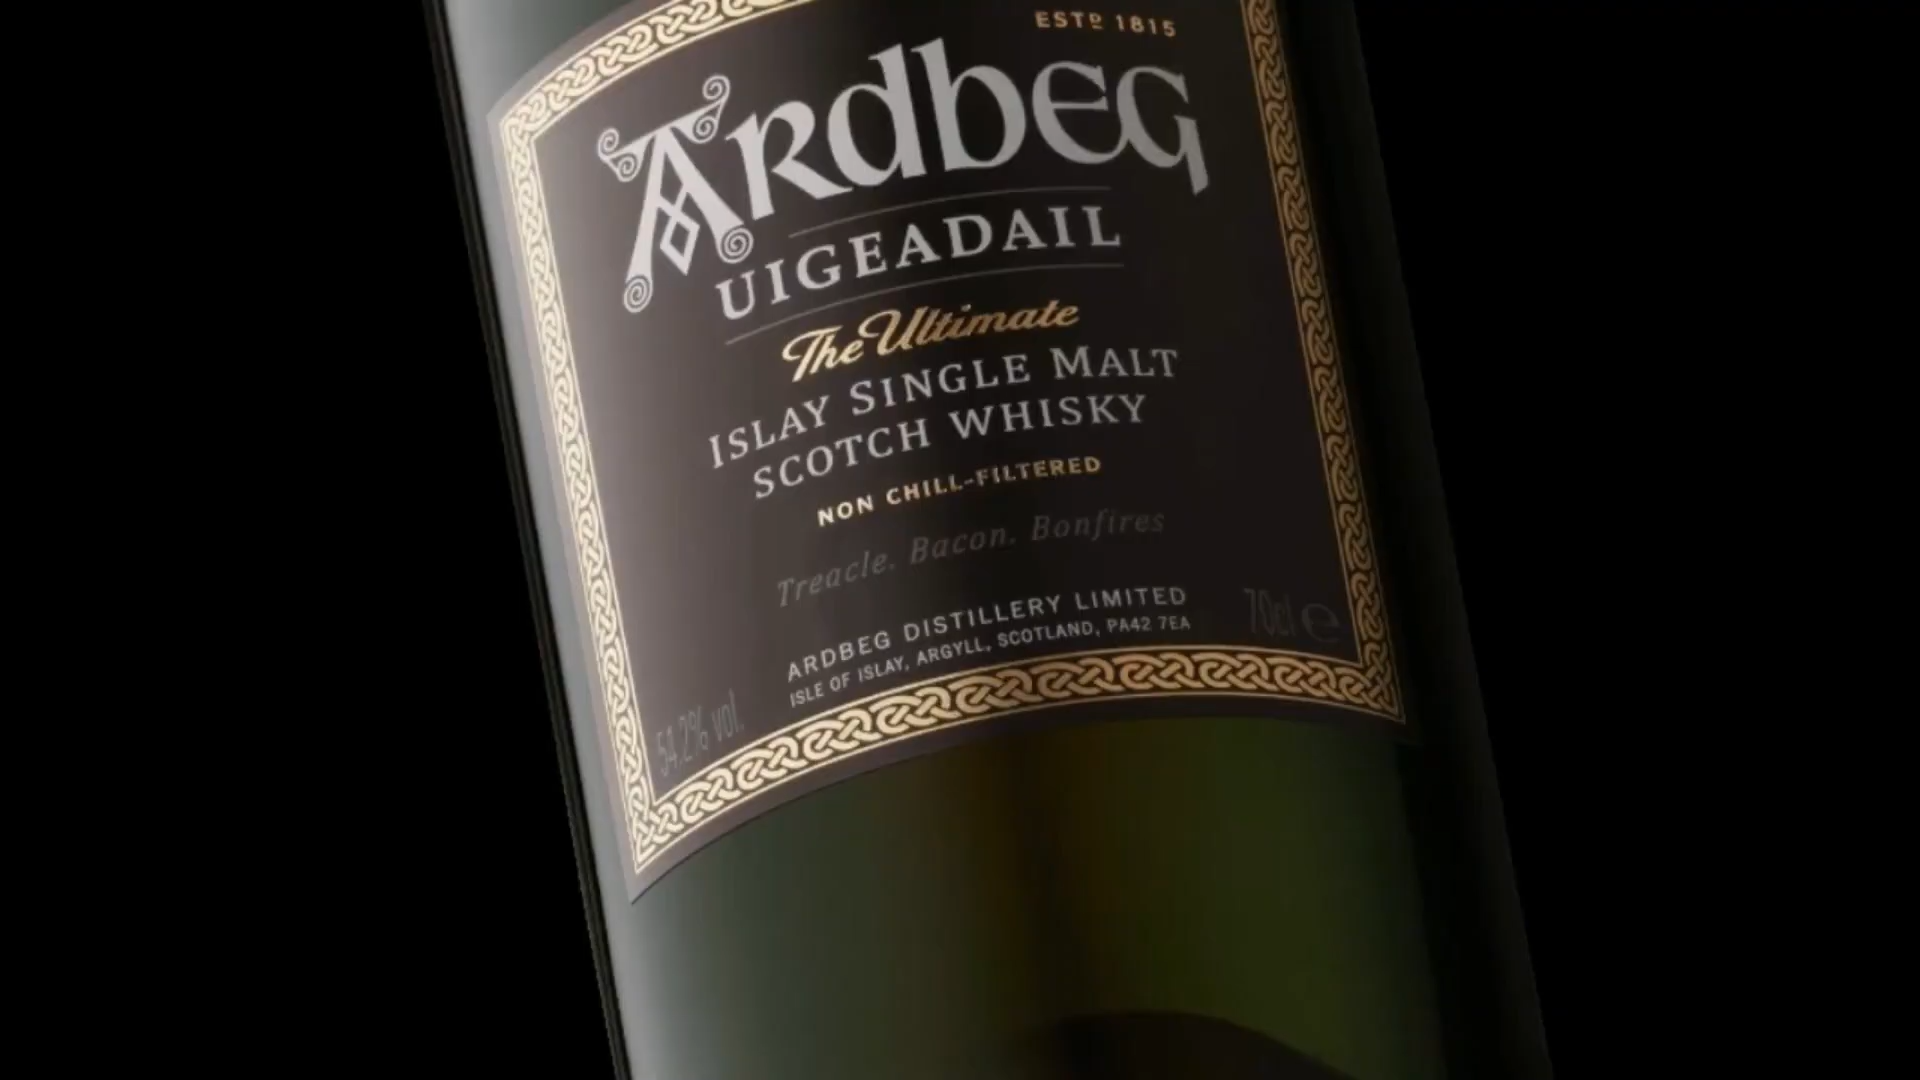 ESTD 1815
ARDBEG
UIGEADAIL
The Ultimate
ISLAY SINGLE MALT
SCOTCH WHISKY
NON CHILL-FILTERED
Treacle. Bacon. Bonfires
ARDBEG DISTILLERY LIMITED
ISLE OF ISLAY, ARGYLL, SCOTLAND, PA42 7EA
70cl e
54.2% vol.